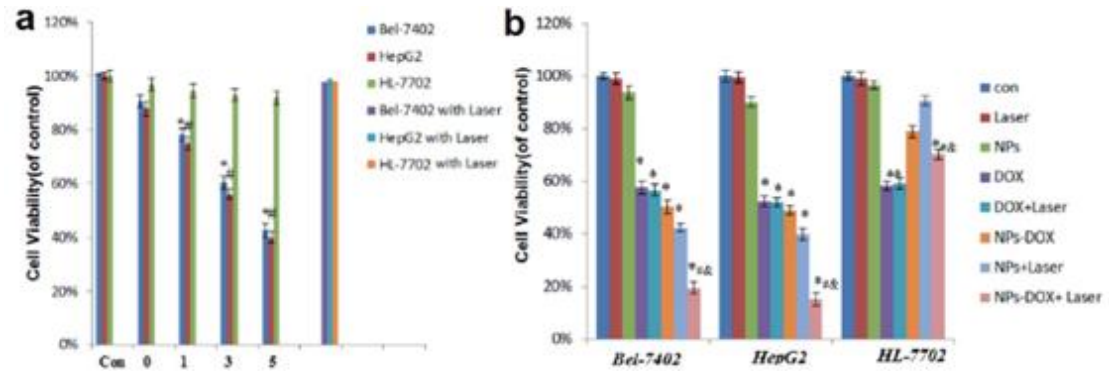 a
Cell Viability(of control)
120%
100%
80%
60%
40%
20%
0%
Con 0 1 3 5
Bel-7402
HepG2
HL-7702
Bel-7402 with Laser
HepG2 with Laser
HL-7702 with Laser
b
Cell Viability(of control)
120%
100%
80%
60%
40%
20%
0%
Bel-7402 HepG2 HL-7702
con
Laser
NPs
DOX
DOX+Laser
NPs-DOX
NPs+Laser
NPs-DOX+ Laser